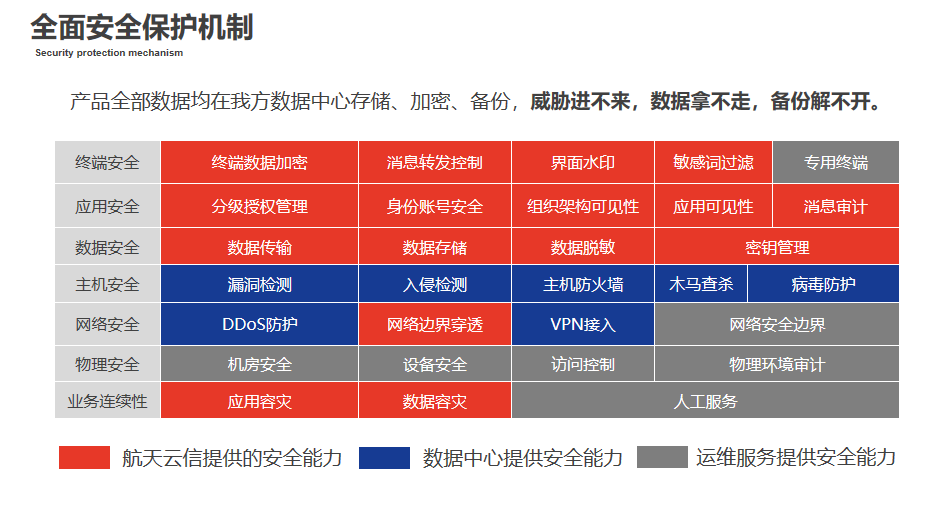 全面安全保护机制
Security protection mechanism
产品全部数据均在我方数据中心存储、加密、备份，威胁进不来，数据拿不走，备份解不开。
终端安全 终端数据加密 消息转发控制 界面水印 敏感词过滤 专用终端
应用安全 分级授权管理 身份账号安全 组织架构可见性 应用可见性 消息审计
数据安全 数据传输 数据存储 数据脱敏 密钥管理
主机安全 漏洞检测 入侵检测 主机防火墙 木马查杀 病毒防护
网络安全 DDoS防护 网络边界穿透 VPN接入 网络安全边界
物理安全 机房安全 设备安全 访问控制 物理环境审计
业务连续性 应用容灾 数据容灾 人工服务
航天云信提供的安全能力 数据中心提供安全能力 运维服务提供安全能力